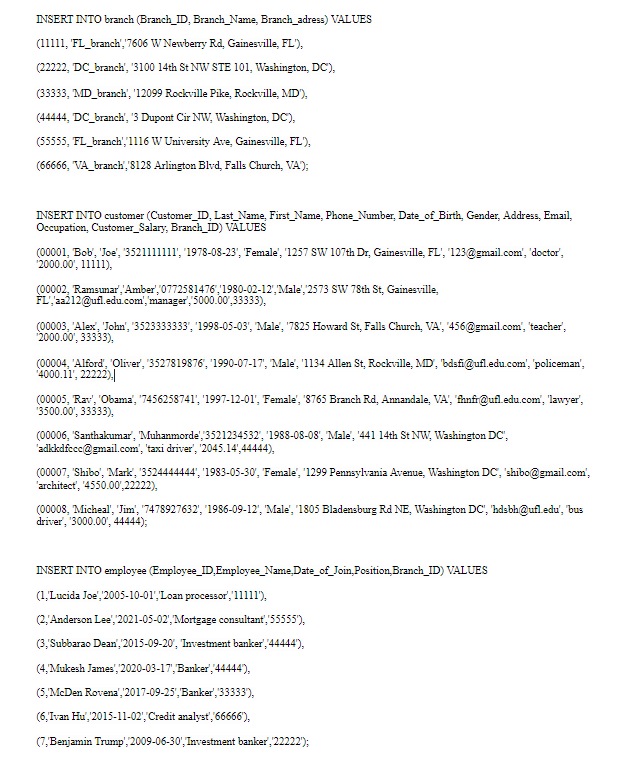 INSERT INTO branch (Branch_ID, Branch_Name, Branch_adress) VALUES
(11111, 'FL_branch','7606 W Newberry Rd, Gainesville, FL'),
(22222, 'DC_branch', '3100 14th St NW STE 101, Washington, DC'),
(33333, 'MD_branch', '12099 Rockville Pike, Rockville, MD'),
(44444, 'DC_branch', '3 Dupont Cir NW, Washington, DC'),
(55555, 'FL_branch','1116 W University Ave, Gainesville, FL'),
(66666, 'VA_branch','8128 Arlington Blvd, Falls Church, VA');
INSERT INTO customer (Customer_ID, Last_Name, First_Name, Phone_Number, Date_of_Birth, Gender, Address, Email,
Occupation, Customer_Salary, Branch_ID) VALUES
(00001, 'Bob', 'Joe', '3521111111', '1978-08-23', 'Female', '1257 SW 107th Dr, Gainesville, FL', '123@gmail.com', 'doctor',
'2000.00', 11111),
(00002, 'Ramsunar','Amber','0772581476','1980-02-12','Male','2573 SW 78th St, Gainesville,
FL','aa212@ufl.edu.com','manager','5000.00',33333),
(00003, 'Alex', 'John', '3523333333', '1998-05-03', 'Male', '7825 Howard St, Falls Church, VA', '456@gmail.com', 'teacher',
'2000.00', 33333),
(00004, 'Alford', 'Oliver', '3527819876', '1990-07-17', 'Male', '1134 Allen St, Rockville, MD', 'bdsfi@ufl.edu.com', 'policeman',
'4000.11', 22222),
(00005, 'Rav', 'Obama', '7456258741', '1997-12-01', 'Female', '8765 Branch Rd, Annandale, VA', 'fhnfr@ufl.edu.com', 'lawyer',
'3500.00', 33333),
(00006, 'Santhakumar', 'Muhanmorde','3521234532', '1988-08-08', 'Male', '441 14th St NW, Washington DC',
'adkkdfccc@gmail.com', 'taxi driver', '2045.14',44444),
(00007, 'Shibo', 'Mark', '3524444444', '1983-05-30', 'Female', '1299 Pennsylvania Avenue, Washington DC', 'shibo@gmail.com',
'architect', '4550.00',22222),
(00008, 'Micheal', 'Jim', '7478927632', '1986-09-12', 'Male', '1805 Bladensburg Rd NE, Washington DC', 'hdsbh@ufl.edu', 'bus
driver', '3000.00', 44444);
INSERT INTO employee (Employee_ID,Employee_Name,Date_of_Join,Position,Branch_ID) VALUES
(1,'Lucida Joe','2005-10-01','Loan processor','11111'),
(2,'Anderson Lee','2021-05-02','Mortgage consultant','55555'),
(3,'Subbarao Dean','2015-09-20', 'Investment banker','44444'),
(4,'Mukesh James','2020-03-17','Banker','44444'),
(5,'McDen Rovena','2017-09-25','Banker','33333'),
(6,'Ivan Hu','2015-11-02','Credit analyst','66666'),
(7,'Benjamin Trump','2009-06-30','Investment banker','22222');